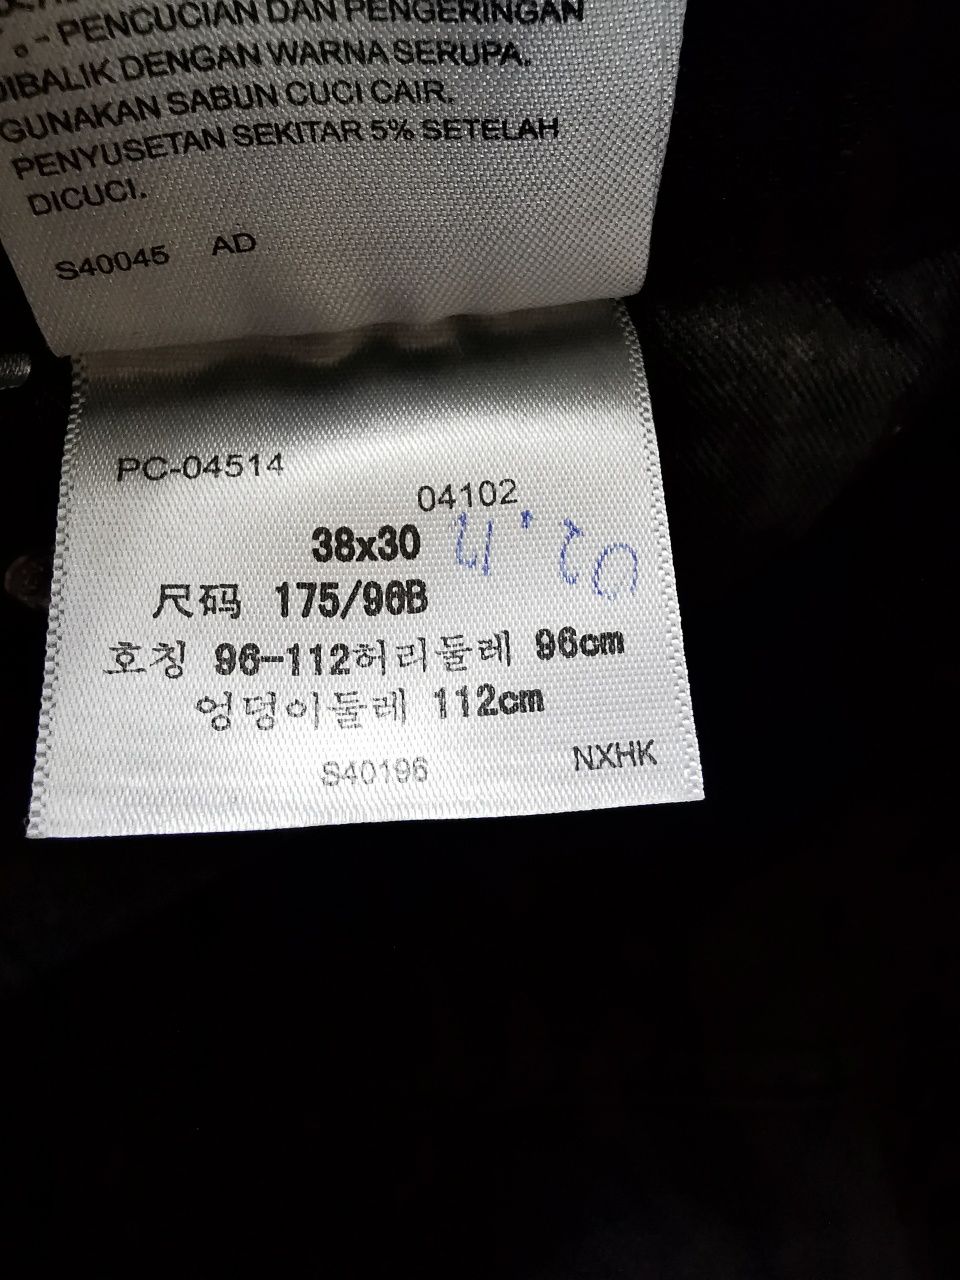 - PENCUCIAN DAN PENGERINGAN
DIBALIK DENGAN WARNA SERUPA.
GUNAKAN SABUN CUCI CAIR.
PENYUSETAN SEKITAR 5% SETELAH
DICUCI.
S40045 AD
PC-04514
04102
38x30
尺码 175/96B
호칭 96-112허리둘레 96cm
엉덩이둘레 112cm
S40196
NXHK